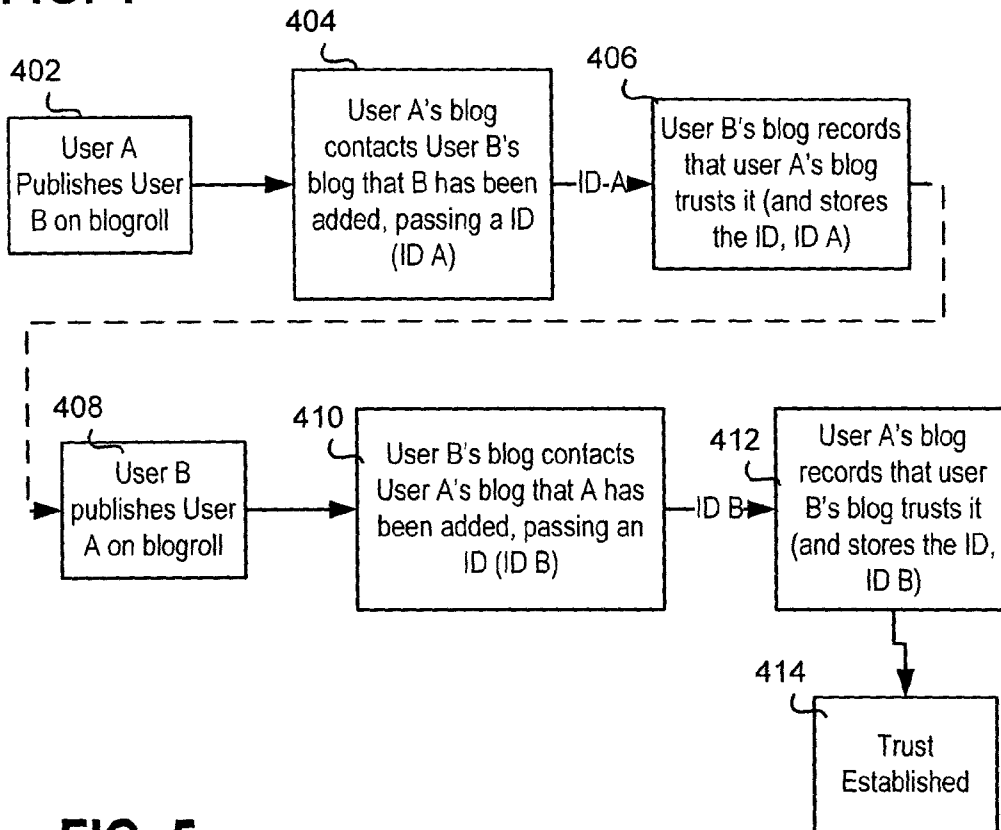 402
User A
Publishes User
B on blogroll
404
User A's blog
contacts User B's
blog that B has been
added, passing a ID
(ID A)
ID-A
406
User B's blog records
that user A's blog
trusts it (and stores
the ID, ID A)
408
User B
publishes User
A on blogroll
410
User B's blog contacts
User A's blog that A has
been added, passing an
ID (ID B)
ID B
412
User A's blog
records that user
B's blog trusts it
(and stores the ID,
ID B)
414
Trust
Established